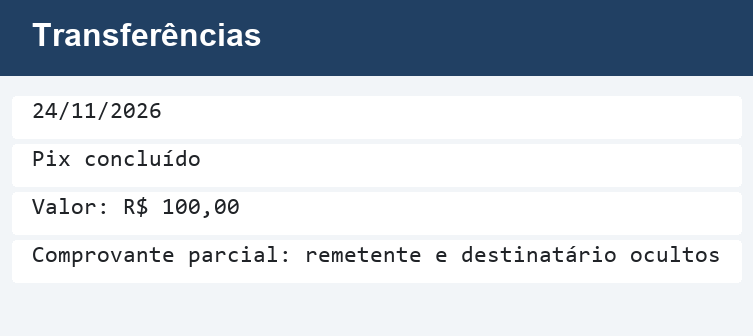 Transferências
24/11/2026
Pix concluído
Valor: R$ 100,00
Comprovante parcial: remetente e destinatário ocultos